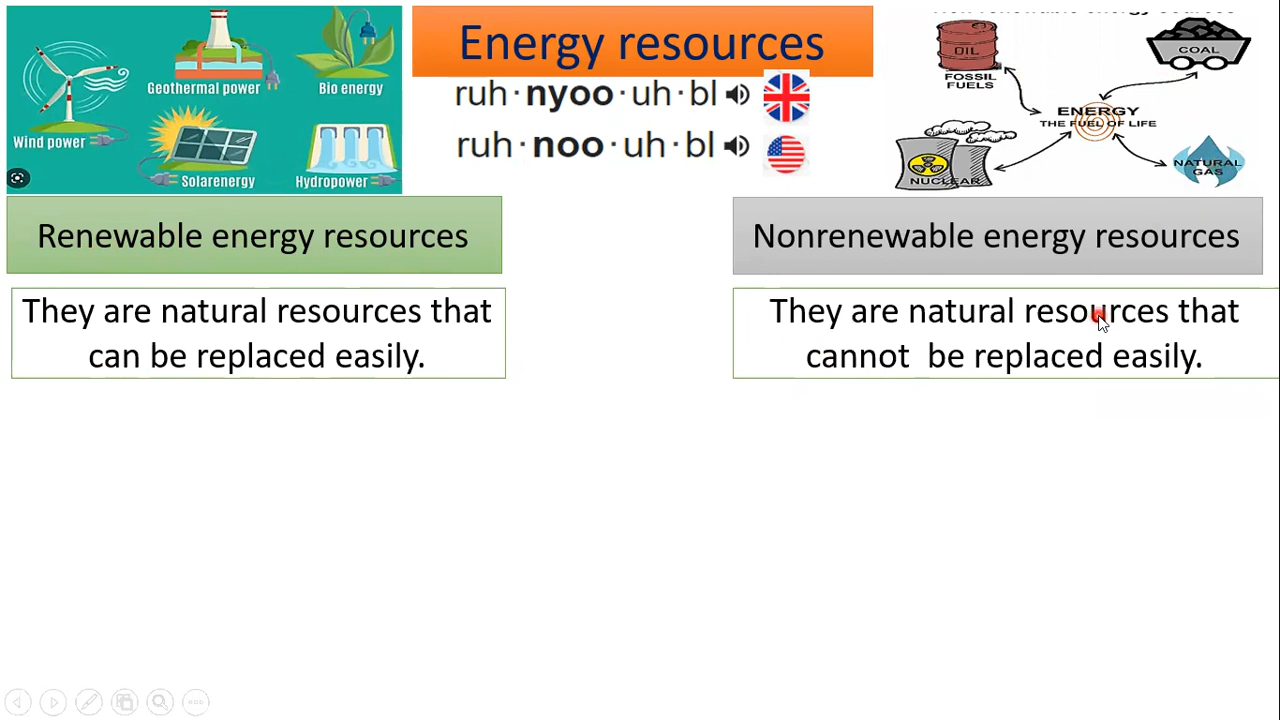 Energy resources
ruh·nyoo·uh·bl
ruh·noo·uh·bl
Wind power
Geothermal power
Bio energy
Solarenergy
Hydropower
OIL
FOSSIL
FUELS
COAL
ENERGY
THE FUEL OF LIFE
NUCLEAR
NATURAL
GAS
Renewable energy resources
Nonrenewable energy resources
They are natural resources that
can be replaced easily.
They are natural resources that
cannot  be replaced easily.